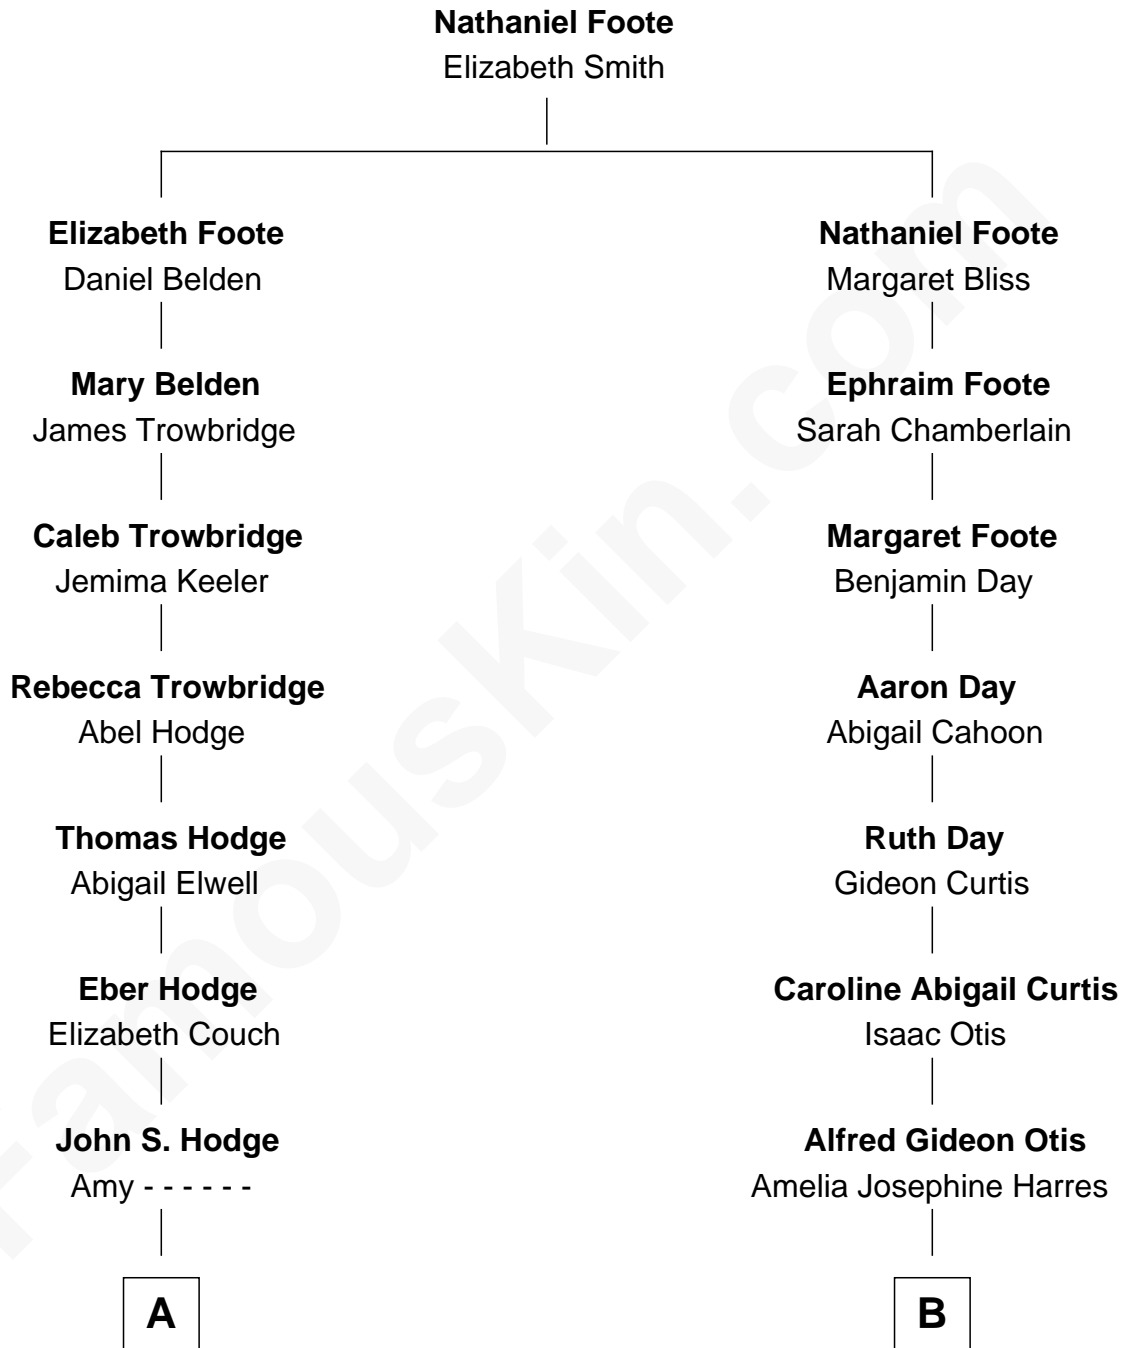 Nathaniel Foote
Elizabeth Smith
Elizabeth Foote
Daniel Belden
Nathaniel Foote
Margaret Bliss
Mary Belden
James Trowbridge
Ephraim Foote
Sarah Chamberlain
Caleb Trowbridge
Jemima Keeler
Margaret Foote
Benjamin Day
Rebecca Trowbridge
Abel Hodge
Aaron Day
Abigail Cahoon
Thomas Hodge
Abigail Elwell
Ruth Day
Gideon Curtis
Eber Hodge
Elizabeth Couch
Caroline Abigail Curtis
Isaac Otis
John S. Hodge
Amy - - - - - -
Alfred Gideon Otis
Amelia Josephine Harres
A
B
FamousKin.com